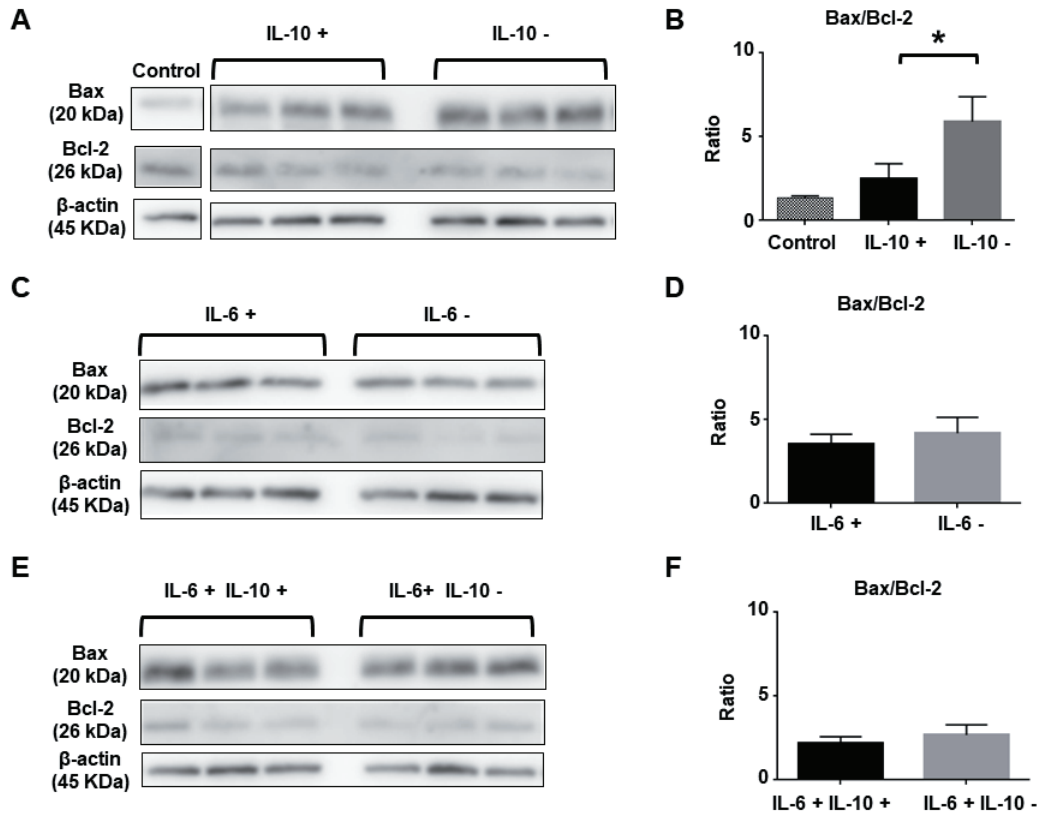 A
IL-10 +
IL-10 -
Control
Bax
(20 kDa)
Bcl-2
(26 kDa)
β-actin
(45 KDa)
B
Bax/Bcl-2
*
10
5
0
Ratio
Control
IL-10 +
IL-10 -
C
IL-6 +
IL-6 -
Bax
(20 kDa)
Bcl-2
(26 kDa)
β-actin
(45 KDa)
D
Bax/Bcl-2
10
5
0
Ratio
IL-6 +
IL-6 -
E
IL-6 + IL-10 +
IL-6+ IL-10 -
Bax
(20 kDa)
Bcl-2
(26 kDa)
β-actin
(45 KDa)
F
Bax/Bcl-2
10
5
0
Ratio
IL-6 + IL-10 +
IL-6 + IL-10 -